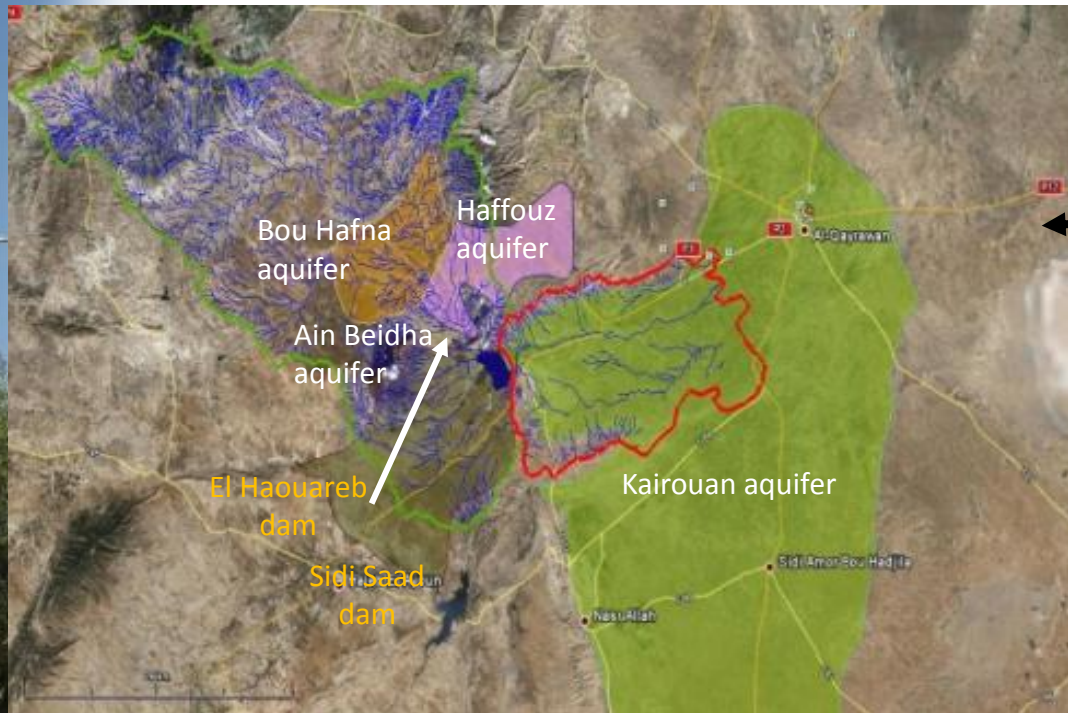 Bou Hafna
aquifer
Haffouz
aquifer
Al-Qayrawan
Ain Beidha
aquifer
El Haouareb
dam
Kairouan aquifer
Sidi Saad
dam
Sidi Amor Bou Hadjla
Nasrallah